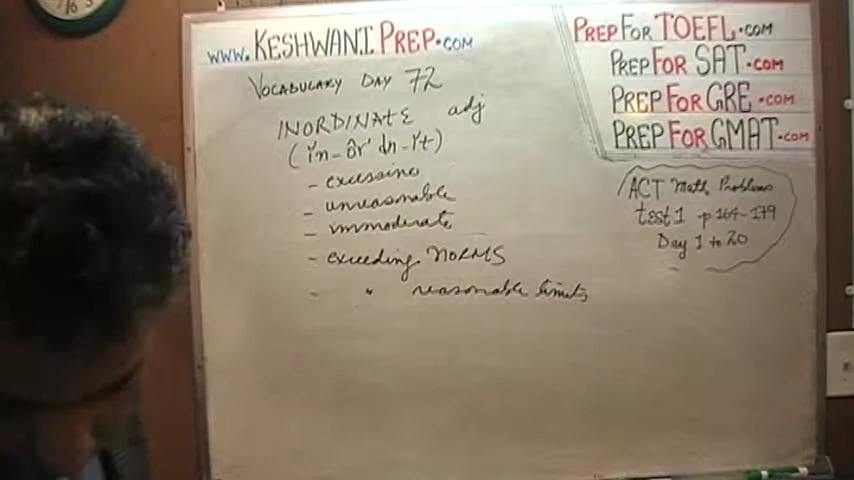 www.KESHWANI PREP.COM
VOCABULARY DAY 72
INORDINATE adj
(ĭn-ôr'dn-ĭt)
- excessive
- unreasonable
- immoderate
- exceeding NORMS
- " reasonable limits
PREP FOR TOEFL.COM
PREP FOR SAT.COM
PREP FOR GRE.COM
PREP FOR GMAT.COM
ACT Math Problems
test 1 - p 164-179
Day 1 to 20